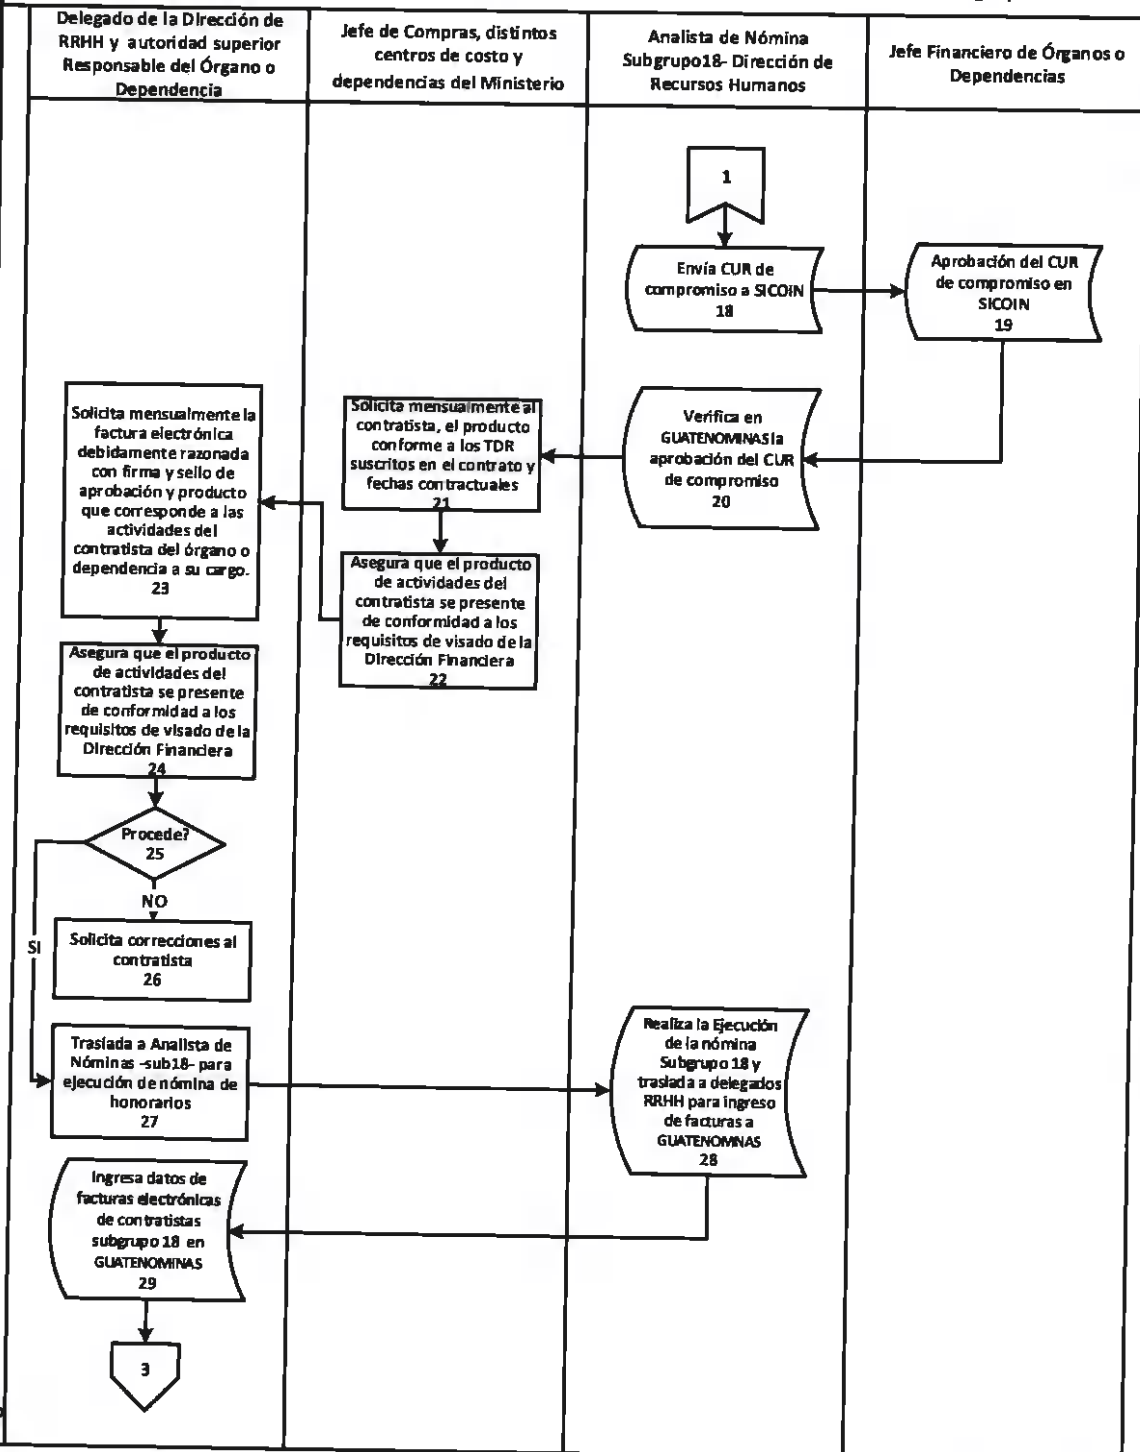 Delegado de la Dirección de
RRHH y autoridad superior
Responsable del Órgano o
Dependencia
Jefe de Compras, distintos
centros de costo y
dependencias del Ministerio
Analista de Nómina
Subgrupo18- Dirección de
Recursos Humanos
Jefe Financiero de Órganos o
Dependencias
1
Envía CUR de
compromiso a SICOIN
18
Aprobación del CUR
de compromiso en
SICOIN
19
Verifica en
GUATENOMINAS la
aprobación del CUR
de compromiso
20
Solicita mensualmente al
contratista, el producto
conforme a los TDR
suscritos en el contrato y
fechas contractuales
21
Asegura que el producto
de actividades del
contratista se presente
de conformidad a los
requisitos de visado de la
Dirección Financiera
22
Solicita mensualmente la
factura electrónica
debidamente razonada
con firma y sello de
aprobación y producto
que corresponde a las
actividades del
contratista del órgano o
dependencia a su cargo.
23
Asegura que el producto
de actividades del
contratista se presente
de conformidad a los
requisitos de visado de la
Dirección Financiera
24
Procede?
25
NO
SI
Solicita correcciones al
contratista
26
Traslada a Analista de
Nóminas -sub18- para
ejecución de nómina de
honorarios
27
Realiza la Ejecución
de la nómina
Subgrupo 18 y
traslada a delegados
RRHH para ingreso
de facturas a
GUATENOMNAS
28
Ingresa datos de
facturas electrónicas
de contratistas
subgrupo 18 en
GUATENOMINAS
29
3